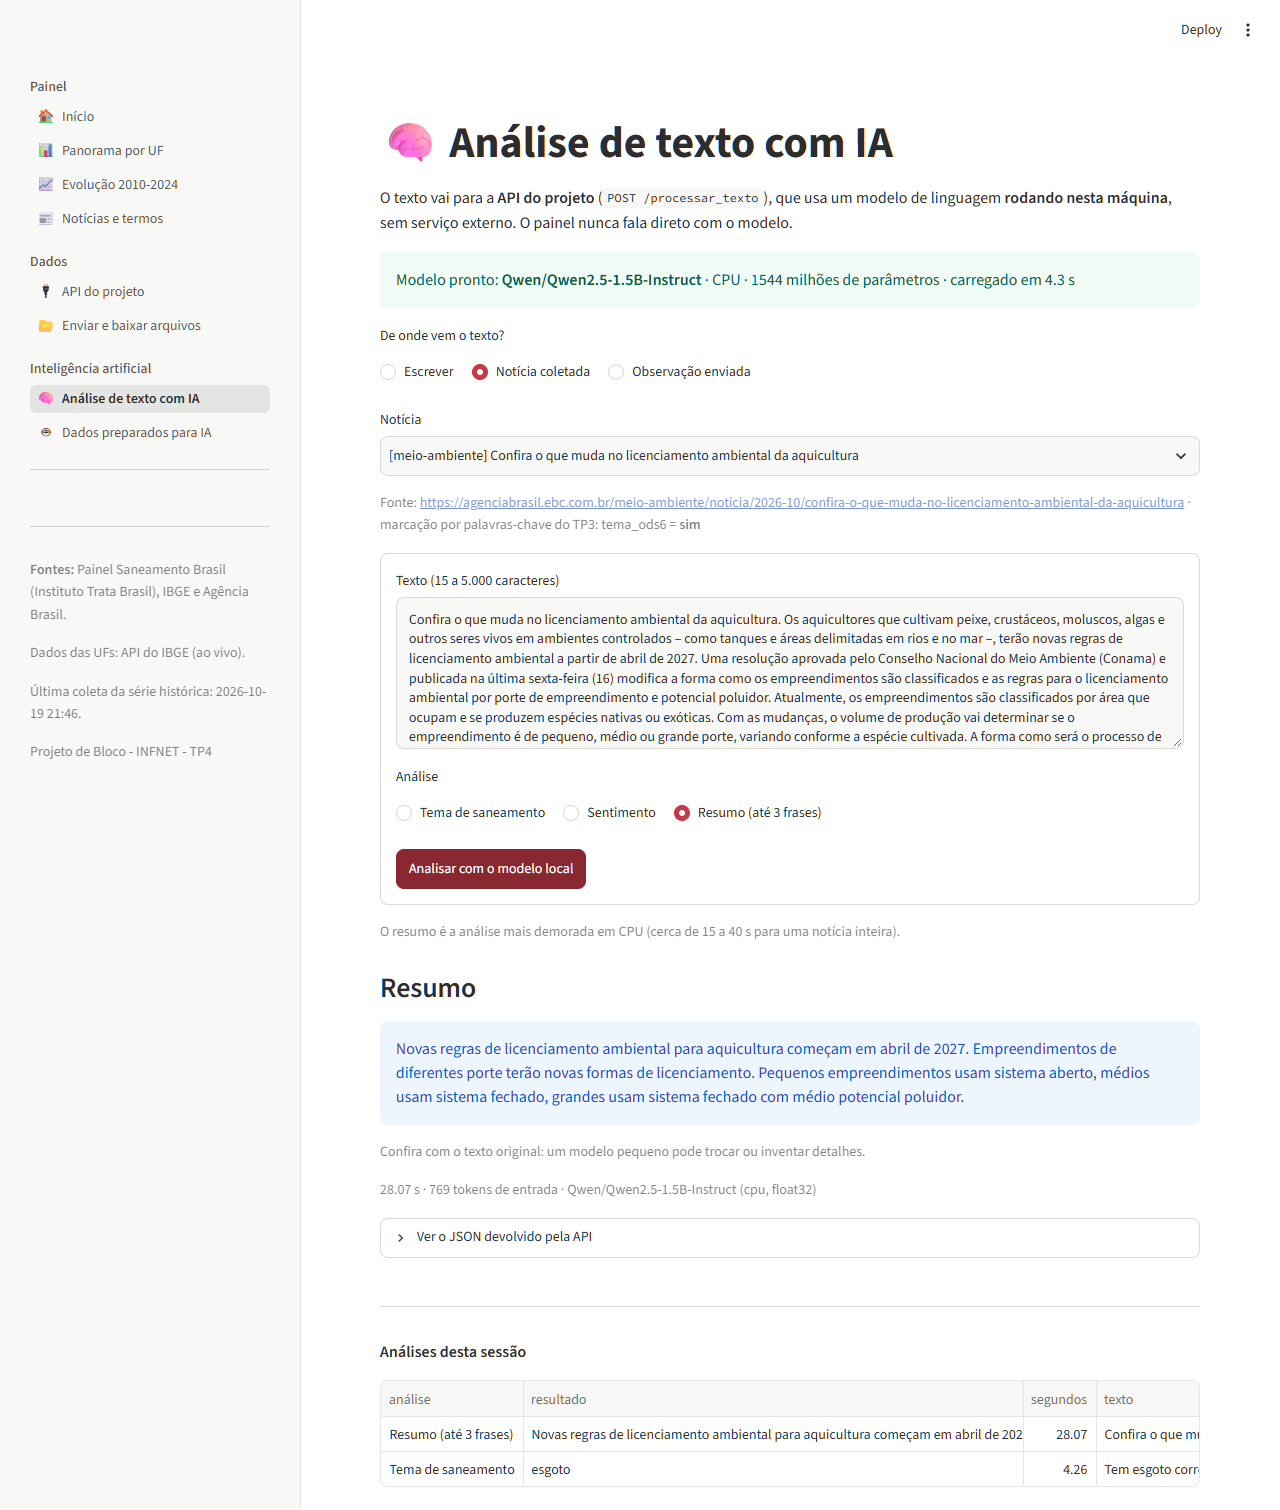 Deploy
Painel
Início
Panorama por UF
Evolução 2010-2024
Notícias e termos
Dados
API do projeto
Enviar e baixar arquivos
Inteligência artificial
Análise de texto com IA
Dados preparados para IA
Fontes: Painel Saneamento Brasil
(Instituto Trata Brasil), IBGE e Agência
Brasil.
Dados das UFs: API do IBGE (ao vivo).
Última coleta da série histórica: 2026-10-
19 21:46.
Projeto de Bloco - INFNET - TP4
Análise de texto com IA
O texto vai para a API do projeto ( POST /processar_texto ), que usa um modelo de linguagem rodando nesta máquina,
sem serviço externo. O painel nunca fala direto com o modelo.
Modelo pronto: Qwen/Qwen2.5-1.5B-Instruct · CPU · 1544 milhões de parâmetros · carregado em 4.3 s
De onde vem o texto?
Escrever Notícia coletada Observação enviada
Notícia
[meio-ambiente] Confira o que muda no licenciamento ambiental da aquicultura
Fonte: https://agenciabrasil.ebc.com.br/meio-ambiente/noticia/2026-10/confira-o-que-muda-no-licenciamento-ambiental-da-aquicultura ·
marcação por palavras-chave do TP3: tema_ods6 = sim
Texto (15 a 5.000 caracteres)
Confira o que muda no licenciamento ambiental da aquicultura. Os aquicultores que cultivam peixe, crustáceos, moluscos, algas e
outros seres vivos em ambientes controlados – como tanques e áreas delimitadas em rios e no mar –, terão novas regras de
licenciamento ambiental a partir de abril de 2027. Uma resolução aprovada pelo Conselho Nacional do Meio Ambiente (Conama) e
publicada na última sexta-feira (16) modifica a forma como os empreendimentos são classificados e as regras para o licenciamento
ambiental por porte de empreendimento e potencial poluidor. Atualmente, os empreendimentos são classificados por área que
ocupam e se produzem espécies nativas ou exóticas. Com as mudanças, o volume de produção vai determinar se o
empreendimento é de pequeno, médio ou grande porte, variando conforme a espécie cultivada. A forma como será o processo de
Análise
Tema de saneamento Sentimento Resumo (até 3 frases)
Analisar com o modelo local
O resumo é a análise mais demorada em CPU (cerca de 15 a 40 s para uma notícia inteira).
Resumo
Novas regras de licenciamento ambiental para aquicultura começam em abril de 2027. Empreendimentos de
diferentes porte terão novas formas de licenciamento. Pequenos empreendimentos usam sistema aberto, médios
usam sistema fechado, grandes usam sistema fechado com médio potencial poluidor.
Confira com o texto original: um modelo pequeno pode trocar ou inventar detalhes.
28.07 s · 769 tokens de entrada · Qwen/Qwen2.5-1.5B-Instruct (cpu, float32)
Ver o JSON devolvido pela API
Análises desta sessão
análise resultado segundos texto
Resumo (até 3 frases) Novas regras de licenciamento ambiental para aquicultura começam em abril de 202 28.07 Confira o que mu
Tema de saneamento esgoto 4.26 Tem esgoto corr